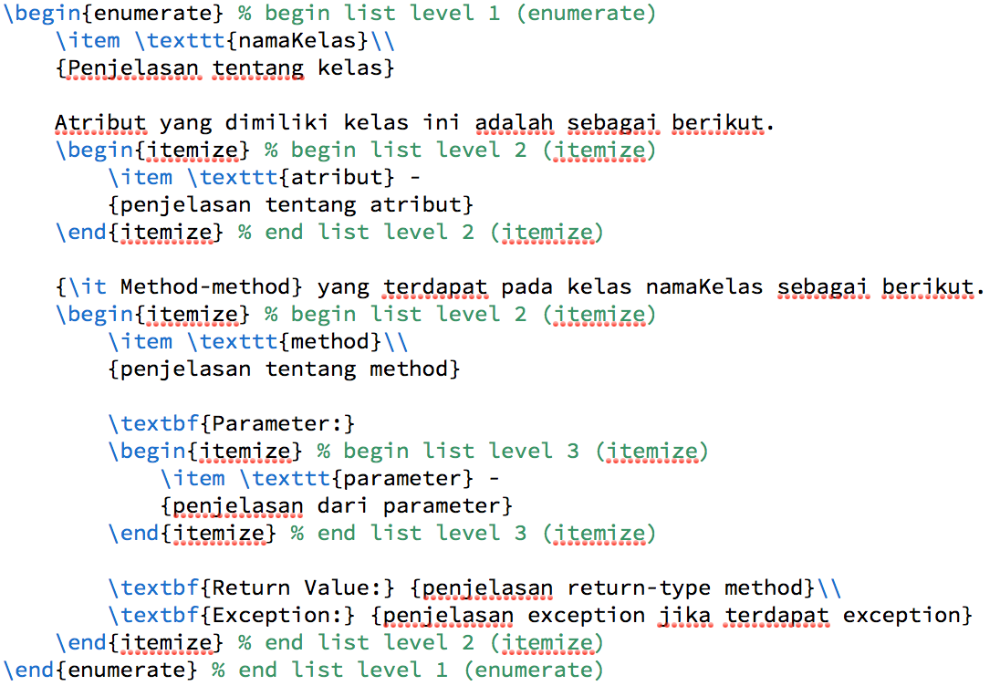 \begin{enumerate} % begin list level 1 (enumerate)
\item \texttt{namaKelas}\\
{Penjelasan tentang kelas}
Atribut yang dimiliki kelas ini adalah sebagai berikut.
\begin{itemize} % begin list level 2 (itemize)
\item \texttt{atribut} -
{penjelasan tentang atribut}
\end{itemize} % end list level 2 (itemize)
{\it Method-method} yang terdapat pada kelas namaKelas sebagai berikut.
\begin{itemize} % begin list level 2 (itemize)
\item \texttt{method}\\
{penjelasan tentang method}
\textbf{Parameter:}
\begin{itemize} % begin list level 3 (itemize)
\item \texttt{parameter} -
{penjelasan dari parameter}
\end{itemize} % end list level 3 (itemize)
\textbf{Return Value:} {penjelasan return-type method}\\
\textbf{Exception:} {penjelasan exception jika terdapat exception}
\end{itemize} % end list level 2 (itemize)
\end{enumerate} % end list level 1 (enumerate)